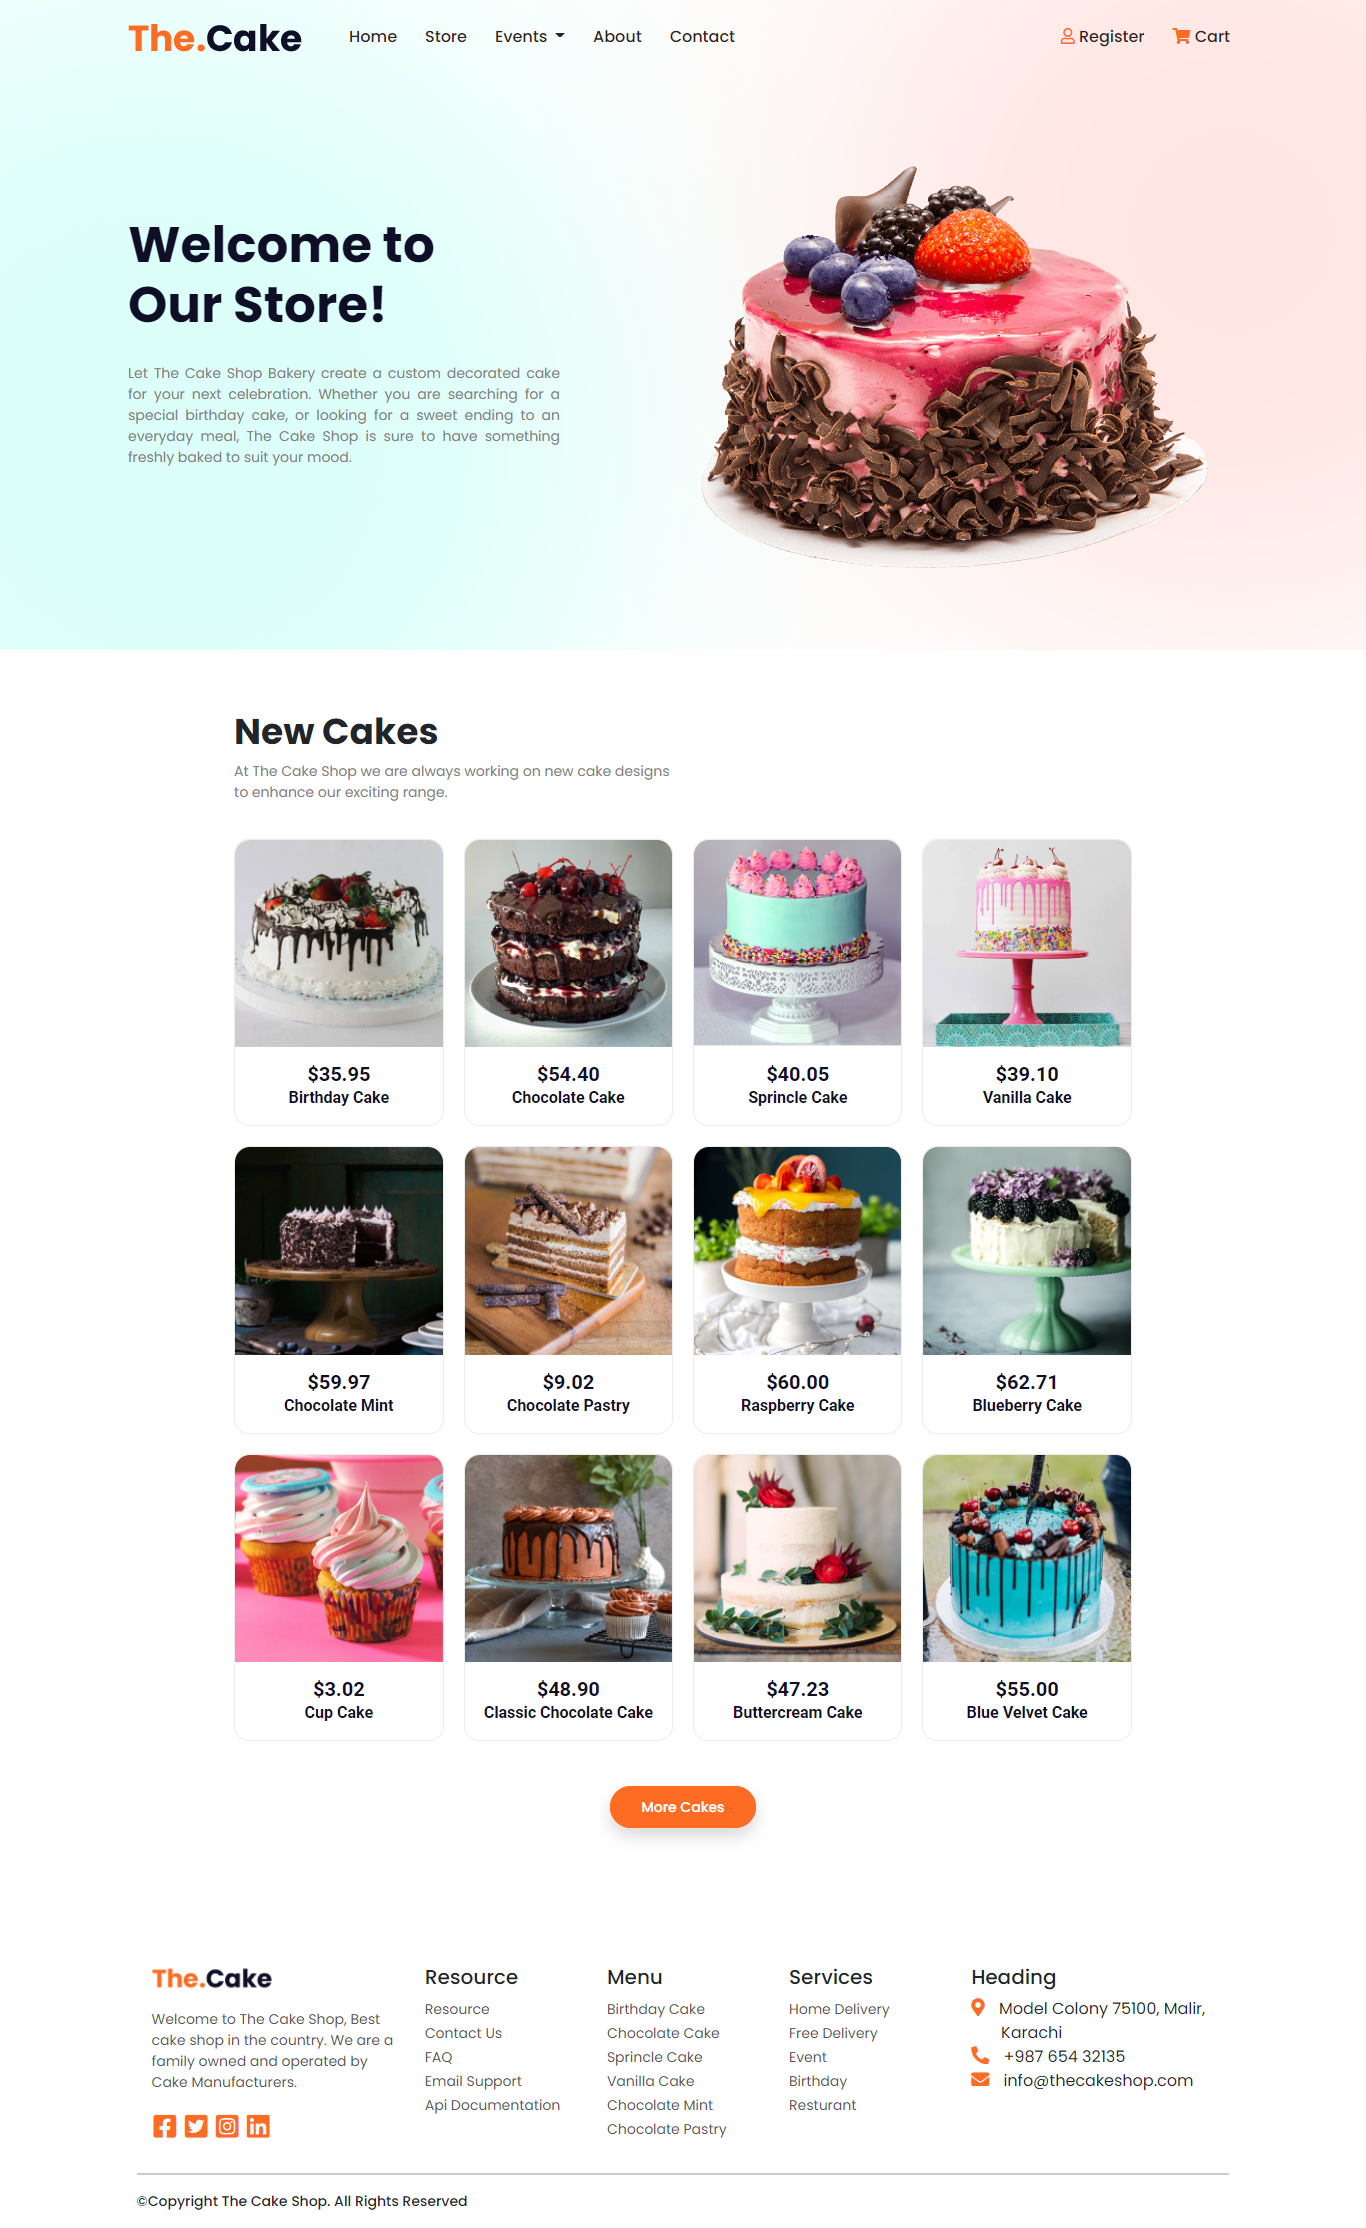 The.Cake
Home
Store
Events
About
Contact
Register
Cart
Welcome to
Our Store!
Let The Cake Shop Bakery create a custom decorated cake
for your next celebration. Whether you are searching for a
special birthday cake, or looking for a sweet ending to an
everyday meal, The Cake Shop is sure to have something
freshly baked to suit your mood.
New Cakes
At The Cake Shop we are always working on new cake designs
to enhance our exciting range.
$35.95
Birthday Cake
$54.40
Chocolate Cake
$40.05
Sprincle Cake
$39.10
Vanilla Cake
$59.97
Chocolate Mint
$9.02
Chocolate Pastry
$60.00
Raspberry Cake
$62.71
Blueberry Cake
$3.02
Cup Cake
$48.90
Classic Chocolate Cake
$47.23
Buttercream Cake
$55.00
Blue Velvet Cake
More Cakes
The.Cake
Welcome to The Cake Shop, Best
cake shop in the country. We are a
family owned and operated by
Cake Manufacturers.
Resource
Resource
Contact Us
FAQ
Email Support
Api Documentation
Menu
Birthday Cake
Chocolate Cake
Sprincle Cake
Vanilla Cake
Chocolate Mint
Chocolate Pastry
Services
Home Delivery
Free Delivery
Event
Birthday
Resturant
Heading
Model Colony 75100, Malir,
Karachi
+987 654 32135
info@thecakeshop.com
©Copyright The Cake Shop. All Rights Reserved